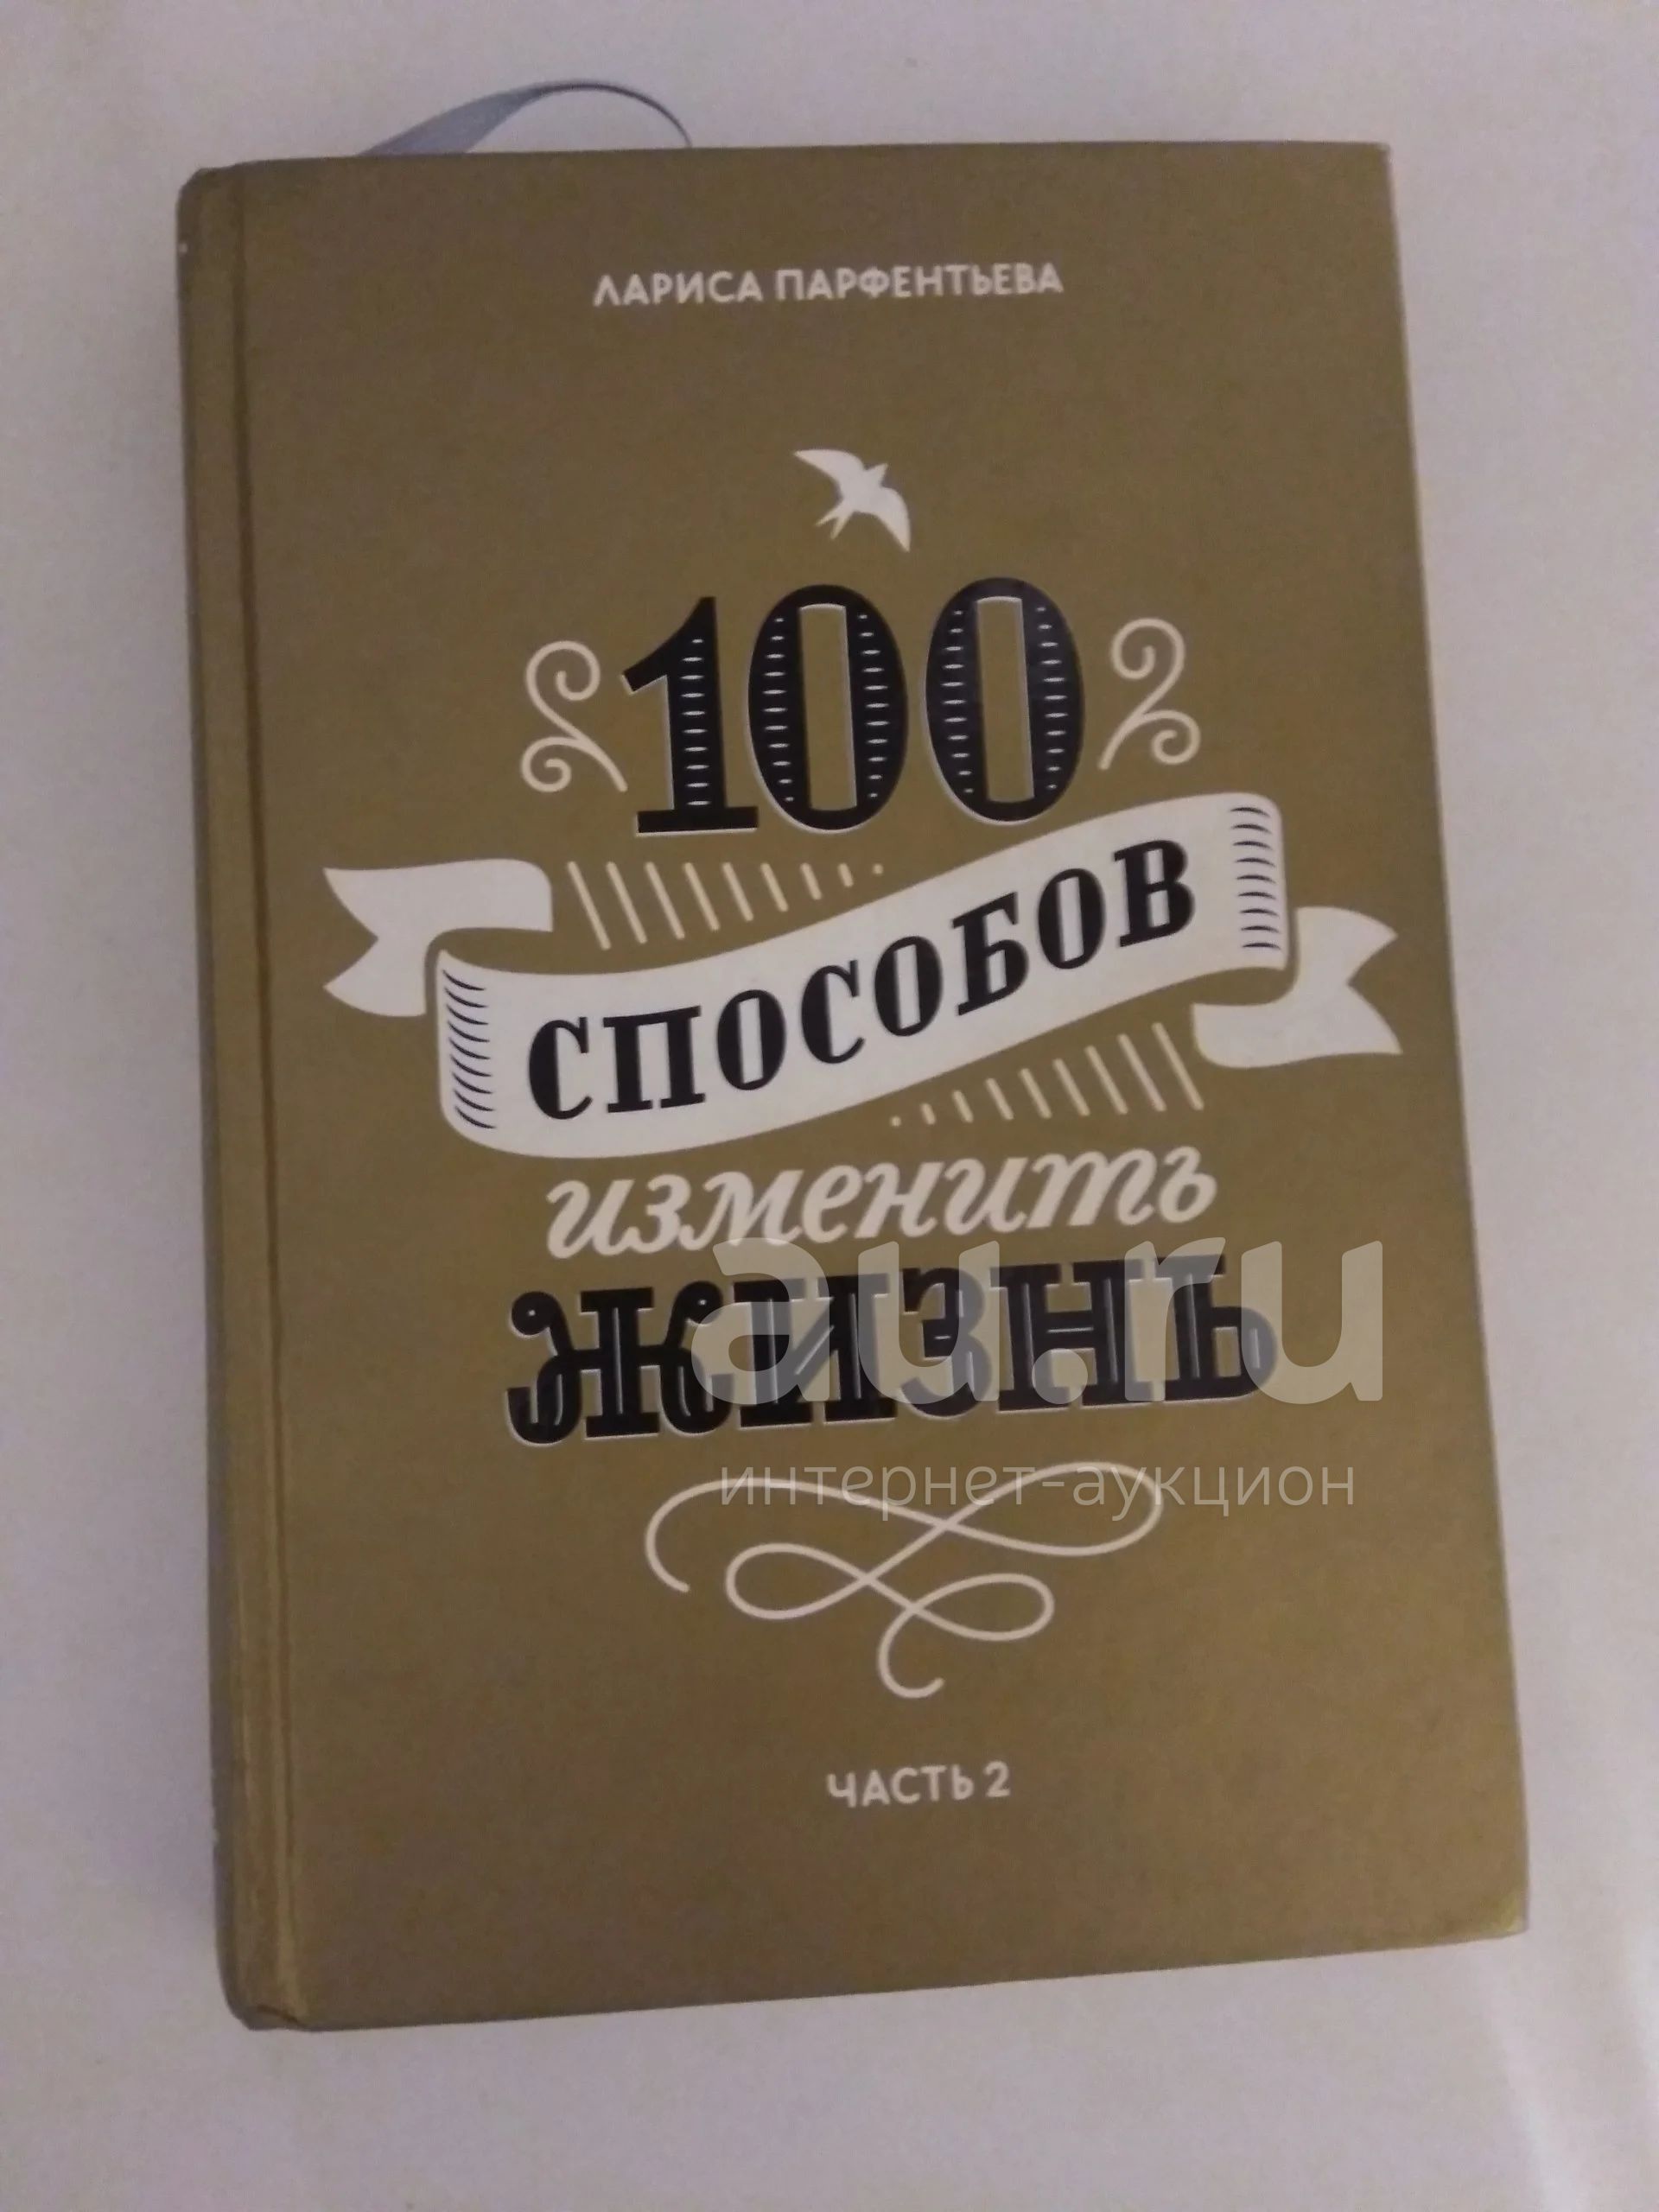 ЛАРИСА ПАРФЕНТЬЕВА
100
СПОСОБОВ
изменить
ЖИЗНЬ
au.ru
интернет-аукцион
ЧАСТЬ 2